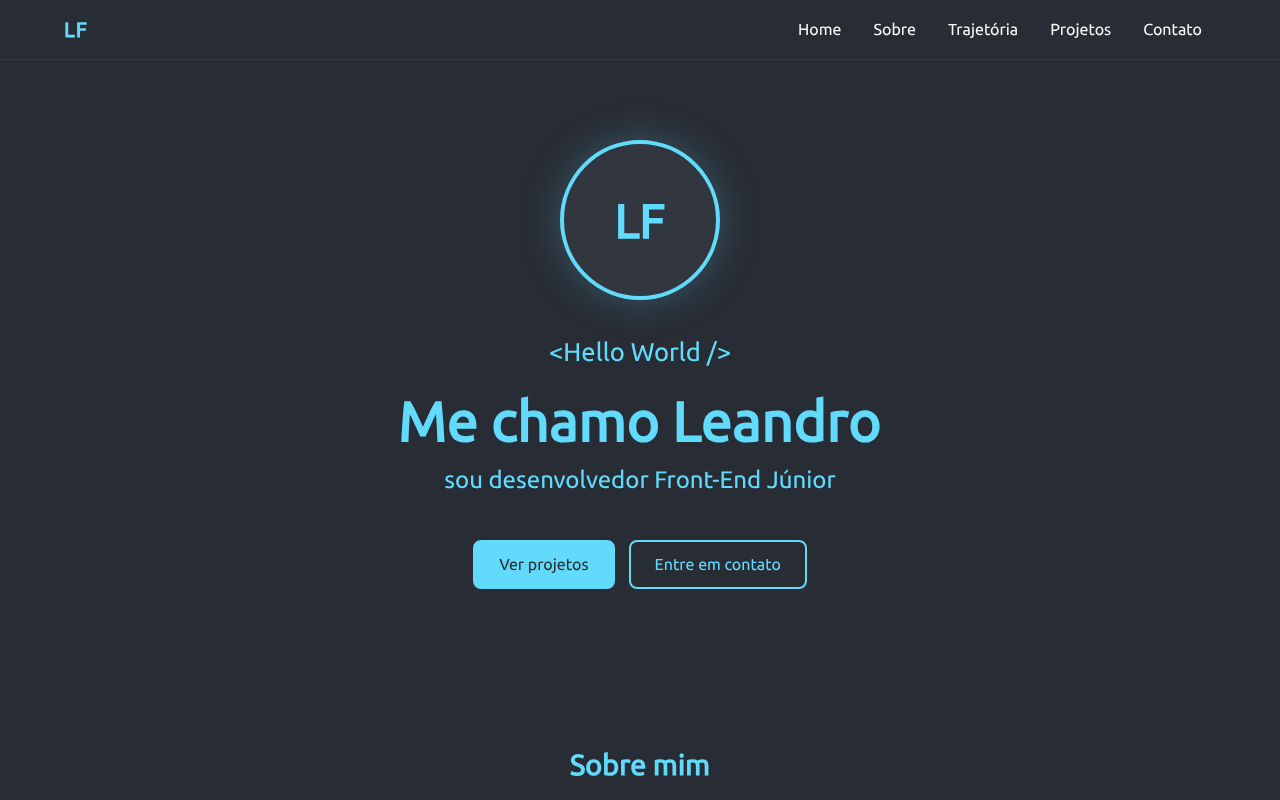 LF
Home Sobre Trajetória Projetos Contato
LF
<Hello World />
Me chamo Leandro
sou desenvolvedor Front-End Júnior
Ver projetos Entre em contato
Sobre mim